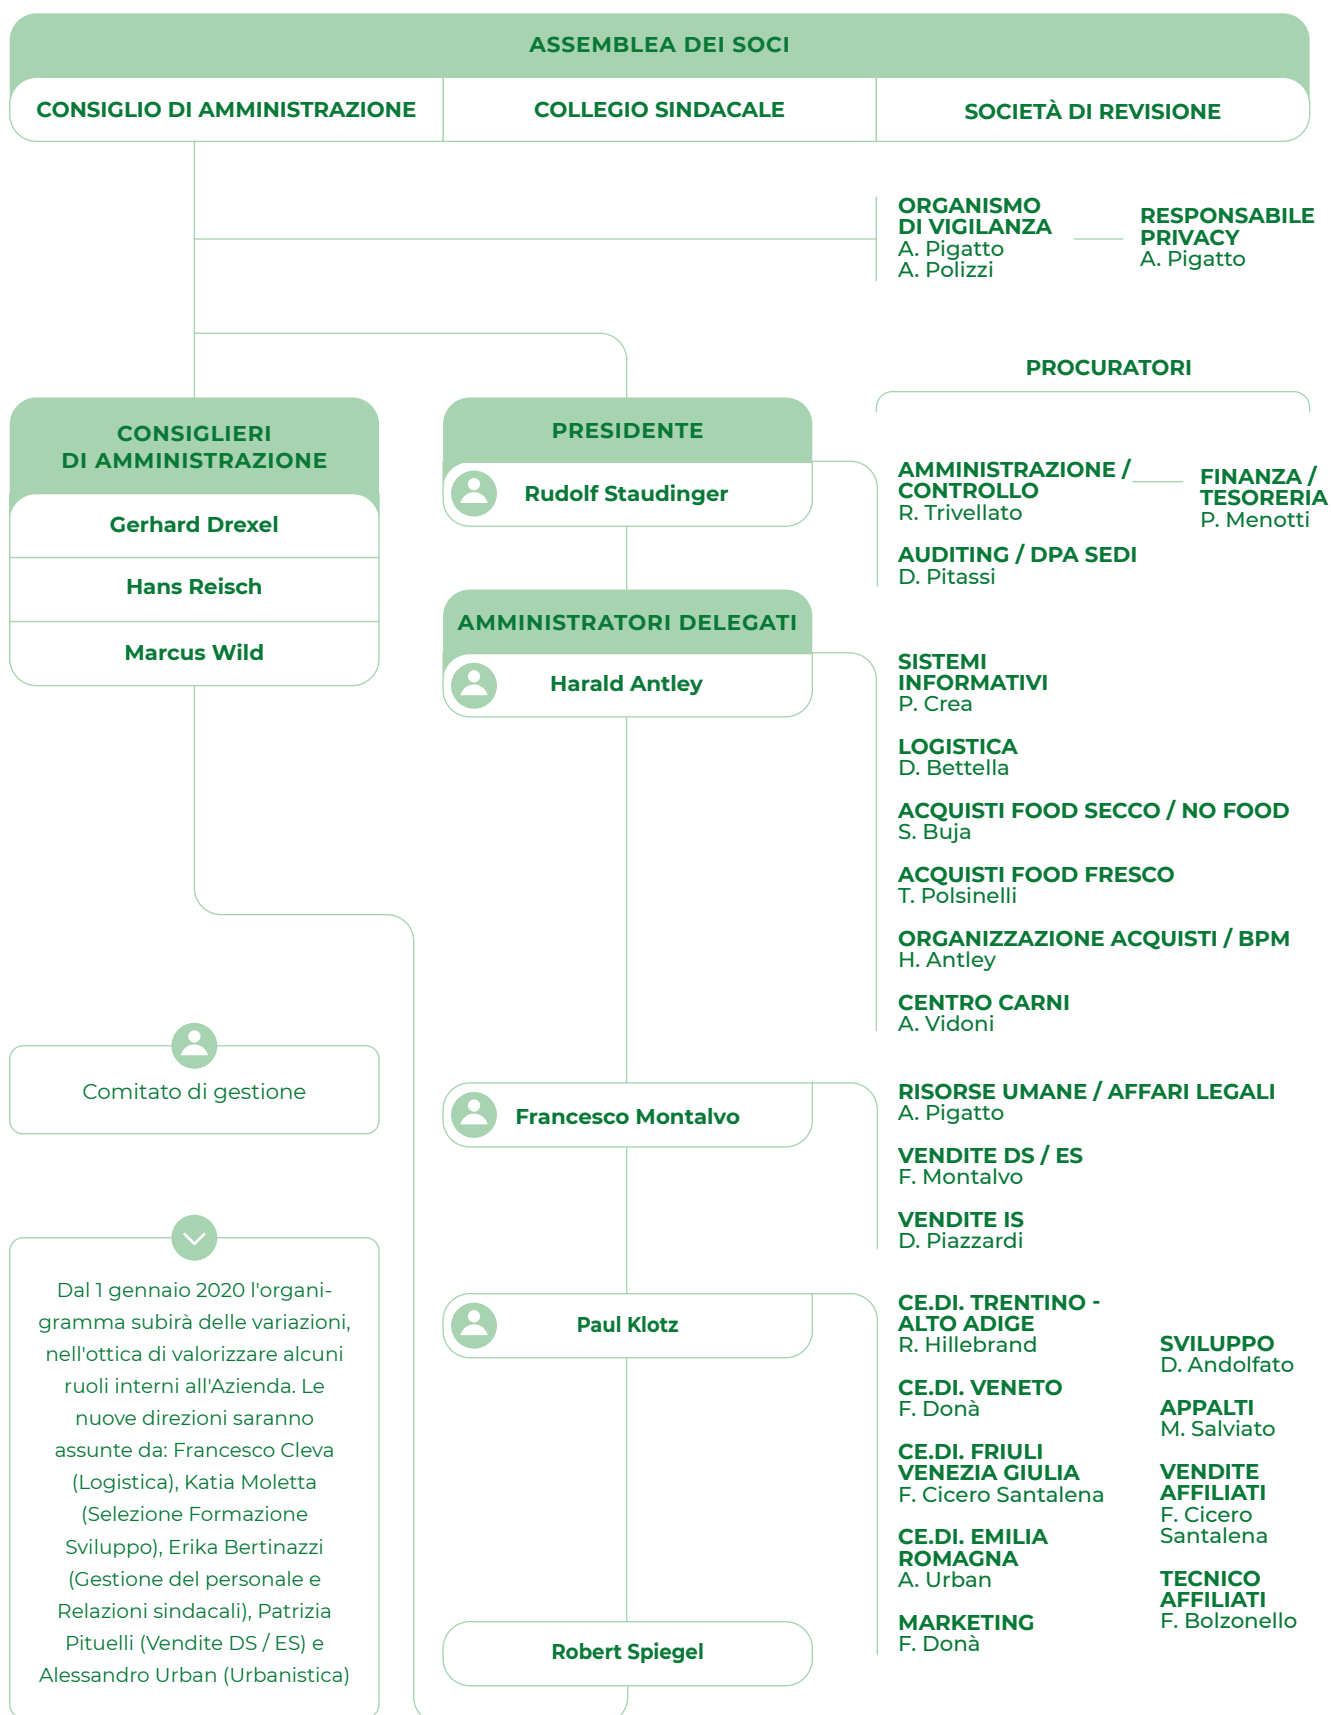 ASSEMBLEA DEI SOCI
CONSIGLIO DI AMMINISTRAZIONE
COLLEGIO SINDACALE
SOCIETÀ DI REVISIONE
ORGANISMO
DI VIGILANZA
A. Pigatto
A. Polizzi
RESPONSABILE
PRIVACY
A. Pigatto
CONSIGLIERI
DI AMMINISTRAZIONE
Gerhard Drexel
Hans Reisch
Marcus Wild
PRESIDENTE
Rudolf Staudinger
PROCURATORI
AMMINISTRAZIONE /
CONTROLLO
R. Trivellato
FINANZA /
TESORERIA
P. Menotti
AUDITING / DPA SEDI
D. Pitassi
AMMINISTRATORI DELEGATI
Harald Antley
SISTEMI
INFORMATIVI
P. Crea
LOGISTICA
D. Bettella
ACQUISTI FOOD SECCO / NO FOOD
S. Buja
ACQUISTI FOOD FRESCO
T. Polsinelli
ORGANIZZAZIONE ACQUISTI / BPM
H. Antley
CENTRO CARNI
A. Vidoni
Comitato di gestione
Francesco Montalvo
RISORSE UMANE / AFFARI LEGALI
A. Pigatto
VENDITE DS / ES
F. Montalvo
VENDITE IS
D. Piazzardi
Dal 1 gennaio 2020 l'organi-
gramma subirà delle variazioni,
nell'ottica di valorizzare alcuni
ruoli interni all'Azienda. Le
nuove direzioni saranno
assunte da: Francesco Cleva
(Logistica), Katia Moletta
(Selezione Formazione
Sviluppo), Erika Bertinazzi
(Gestione del personale e
Relazioni sindacali), Patrizia
Pituelli (Vendite DS / ES) e
Alessandro Urban (Urbanistica)
Paul Klotz
CE.DI. TRENTINO -
ALTO ADIGE
R. Hillebrand
CE.DI. VENETO
F. Donà
CE.DI. FRIULI
VENEZIA GIULIA
F. Cicero Santalena
CE.DI. EMILIA
ROMAGNA
A. Urban
MARKETING
F. Donà
SVILUPPO
D. Andolfato
APPALTI
M. Salviato
VENDITE
AFFILIATI
F. Cicero
Santalena
TECNICO
AFFILIATI
F. Bolzonello
Robert Spiegel